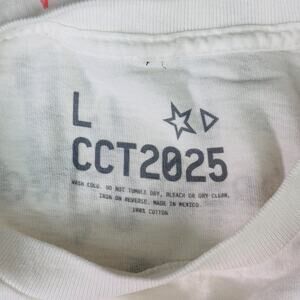 L
CCT2025
WASH COLD. DO NOT TUMBLE DRY, BLEACH OR DRY CLEAN.
IRON ON REVERSE. MADE IN MEXICO.
100% COTTON